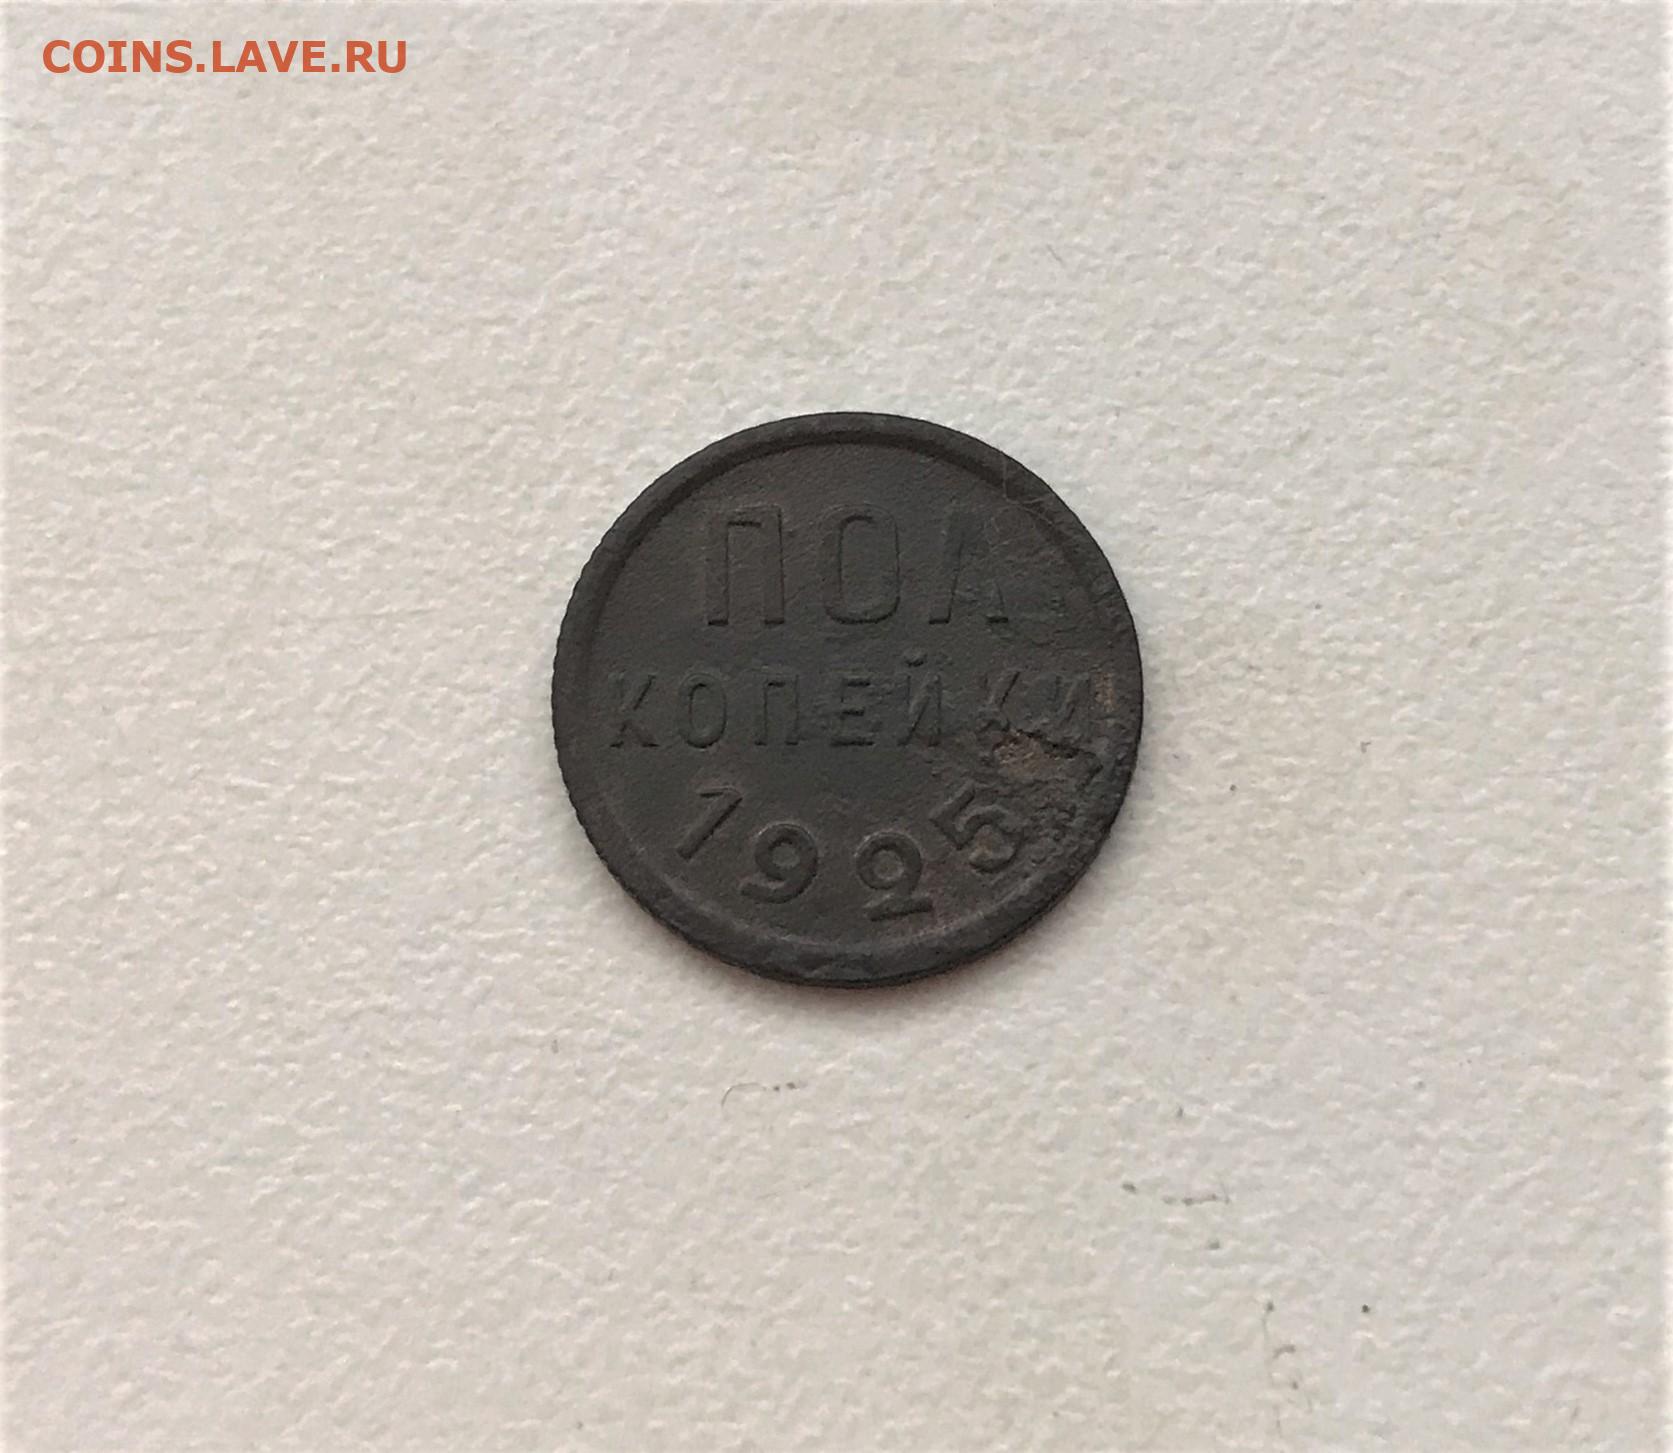 COINS.LAVE.RU
ПОЛ
КОПЕЙКИ
1925